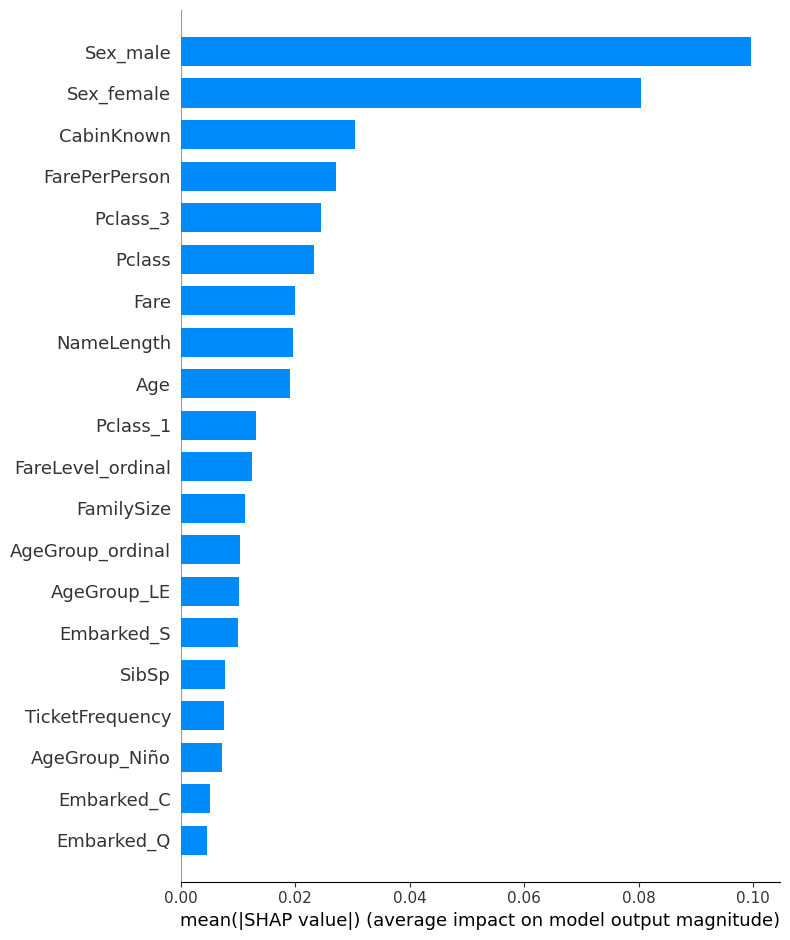 Sex_male
Sex_female
CabinKnown
FarePerPerson
Pclass_3
Pclass
Fare
NameLength
Age
Pclass_1
FareLevel_ordinal
FamilySize
AgeGroup_ordinal
AgeGroup_LE
Embarked_S
SibSp
TicketFrequency
AgeGroup_Niño
Embarked_C
Embarked_Q
0.00 0.02 0.04 0.06 0.08 0.10
mean(|SHAP value|) (average impact on model output magnitude)